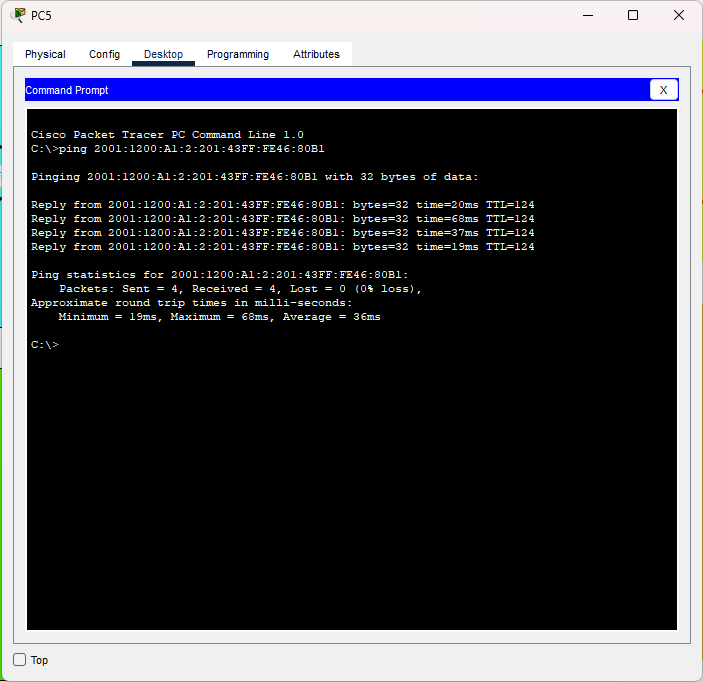 PC5
Physical Config Desktop Programming Attributes
Command Prompt
X
Cisco Packet Tracer PC Command Line 1.0
C:\>ping 2001:1200:A1:2:201:43FF:FE46:80B1
Pinging 2001:1200:A1:2:201:43FF:FE46:80B1 with 32 bytes of data:
Reply from 2001:1200:A1:2:201:43FF:FE46:80B1: bytes=32 time=20ms TTL=124
Reply from 2001:1200:A1:2:201:43FF:FE46:80B1: bytes=32 time=68ms TTL=124
Reply from 2001:1200:A1:2:201:43FF:FE46:80B1: bytes=32 time=37ms TTL=124
Reply from 2001:1200:A1:2:201:43FF:FE46:80B1: bytes=32 time=19ms TTL=124
Ping statistics for 2001:1200:A1:2:201:43FF:FE46:80B1:
Packets: Sent = 4, Received = 4, Lost = 0 (0% loss),
Approximate round trip times in milli-seconds:
Minimum = 19ms, Maximum = 68ms, Average = 36ms
C:\>
Top